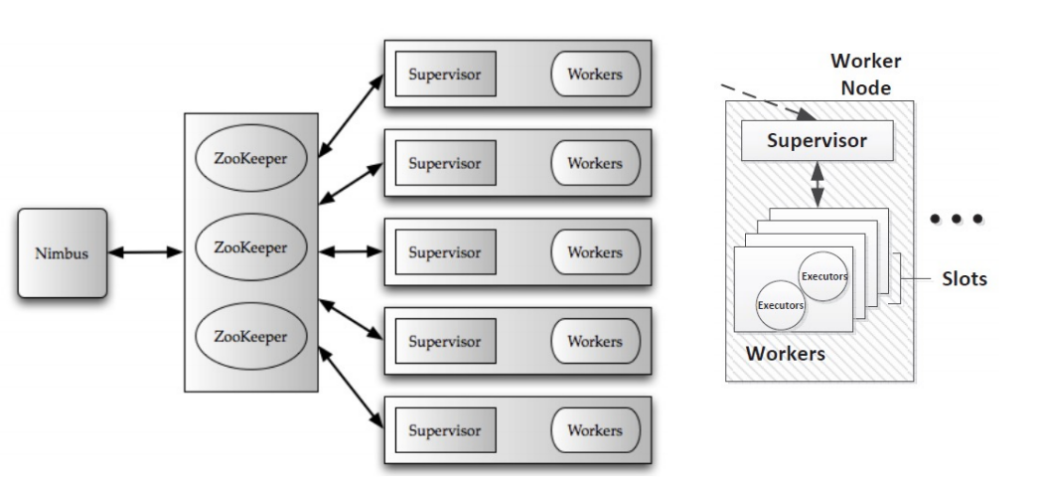 Nimbus
ZooKeeper
ZooKeeper
ZooKeeper
Supervisor Workers
Supervisor Workers
Supervisor Workers
Supervisor Workers
Supervisor Workers
Worker
Node
Supervisor
Executors
Executors
Slots
Workers